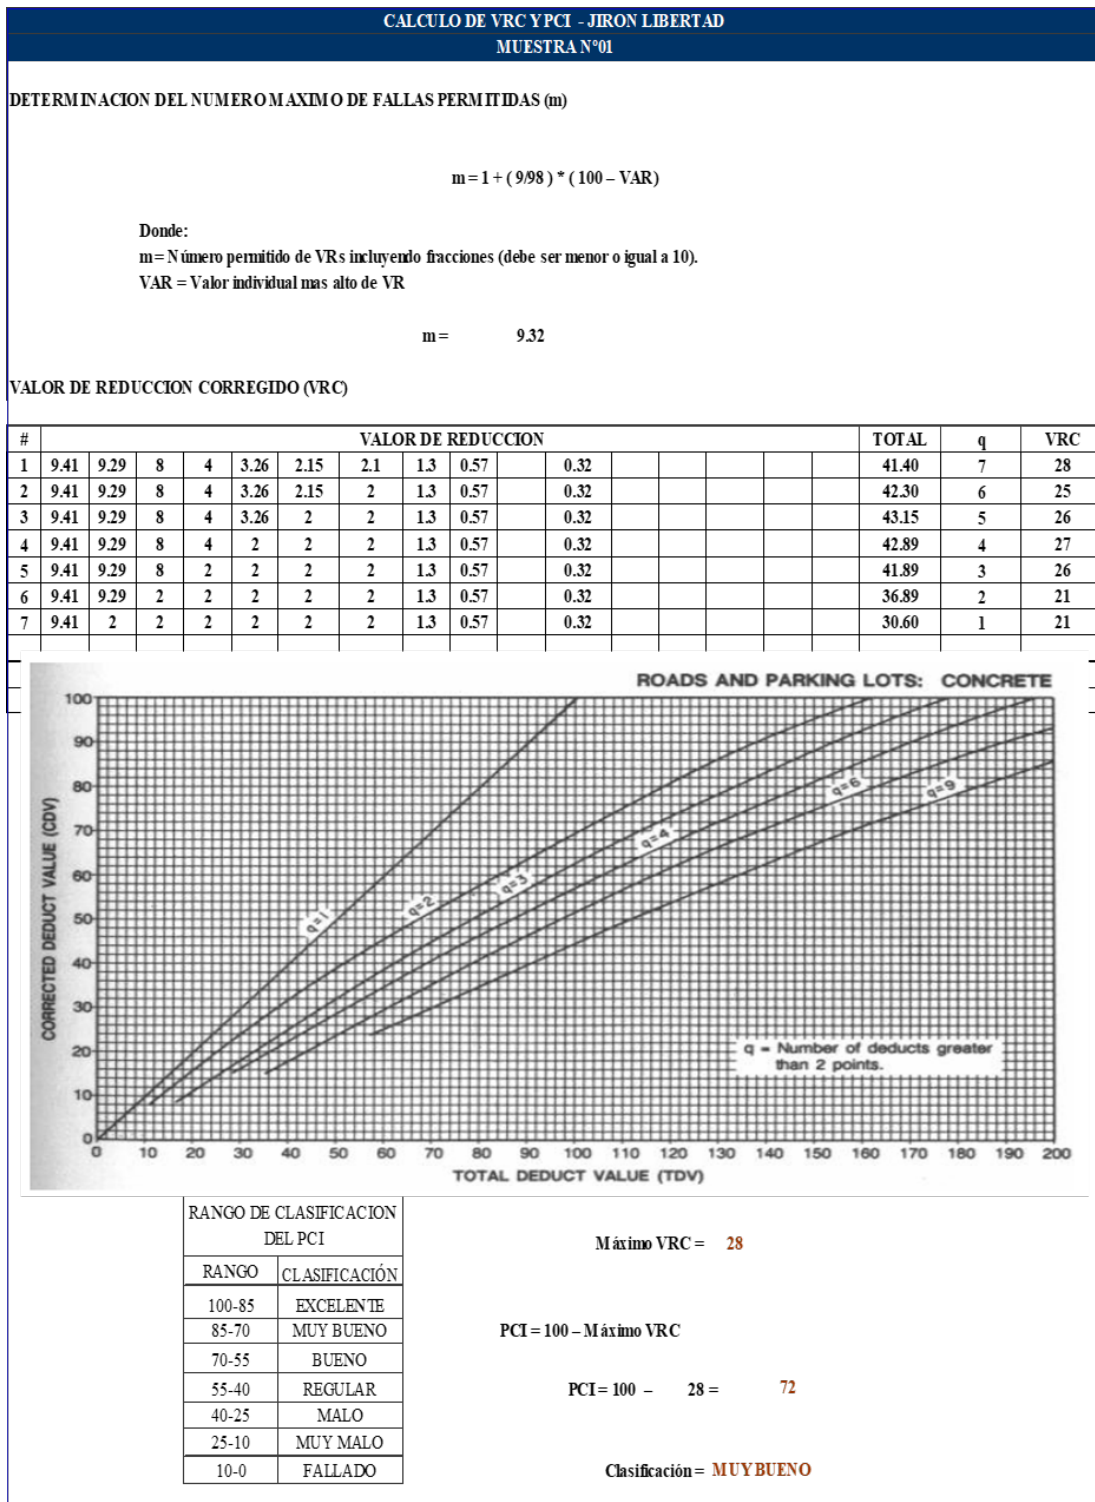 CALCULO DE VRC Y PCI - JIRON LIBERTAD
MUESTRA N°01
DETERMINACION DEL NUMERO MAXIMO DE FALLAS PERMITIDAS (m)
m = 1 + ( 9/98 ) * ( 100 – VAR)
Donde:
m = Número permitido de VRs incluyendo fracciones (debe ser menor o igual a 10).
VAR = Valor individual mas alto de VR
m = 9.32
VALOR DE REDUCCION CORREGIDO (VRC)
# VALOR DE REDUCCION TOTAL q VRC
1 9.41 9.29 8 4 3.26 2.15 2.1 1.3 0.57 0.32 41.40 7 28
2 9.41 9.29 8 4 3.26 2.15 2 1.3 0.57 0.32 42.30 6 25
3 9.41 9.29 8 4 3.26 2 2 1.3 0.57 0.32 43.15 5 26
4 9.41 9.29 8 4 2 2 2 1.3 0.57 0.32 42.89 4 27
5 9.41 9.29 8 2 2 2 2 1.3 0.57 0.32 41.89 3 26
6 9.41 9.29 2 2 2 2 2 1.3 0.57 0.32 36.89 2 21
7 9.41 2 2 2 2 2 2 1.3 0.57 0.32 30.60 1 21
ROADS AND PARKING LOTS: CONCRETE
CORRECTED DEDUCT VALUE (CDV)
100
90
80
70
60
50
40
30
20
10
0
q=1
q=2
q=3
q=4
q=6
q=9
q = Number of deducts greater
than 2 points.
0 10 20 30 40 50 60 70 80 90 100 110 120 130 140 150 160 170 180 190 200
TOTAL DEDUCT VALUE (TDV)
RANGO DE CLASIFICACION
DEL PCI
RANGO CLASIFICACIÓN
100-85 EXCELENTE
85-70 MUY BUENO
70-55 BUENO
55-40 REGULAR
40-25 MALO
25-10 MUY MALO
10-0 FALLADO
Máximo VRC = 28
PCI = 100 – Máximo VRC
PCI = 100 – 28 = 72
Clasificación = MUY BUENO